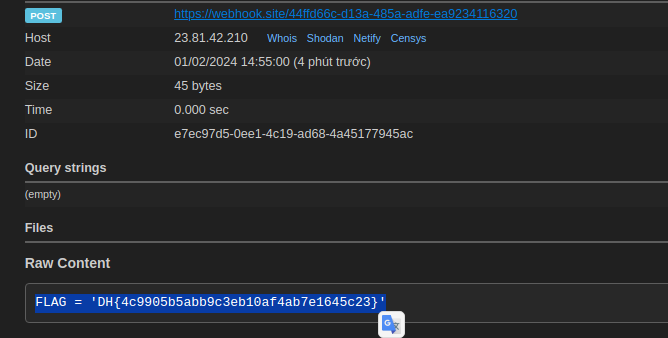 POST https://webhook.site/44ffd66c-d13a-485a-adfe-ea9234116320
Host 23.81.42.210 Whois Shodan Netify Censys
Date 01/02/2024 14:55:00 (4 phút trước)
Size 45 bytes
Time 0.000 sec
ID e7ec97d5-0ee1-4c19-ad68-4a45177945ac
Query strings
(empty)
Files
Raw Content
FLAG = 'DH{4c9905b5abb9c3eb10af4ab7e1645c23}'